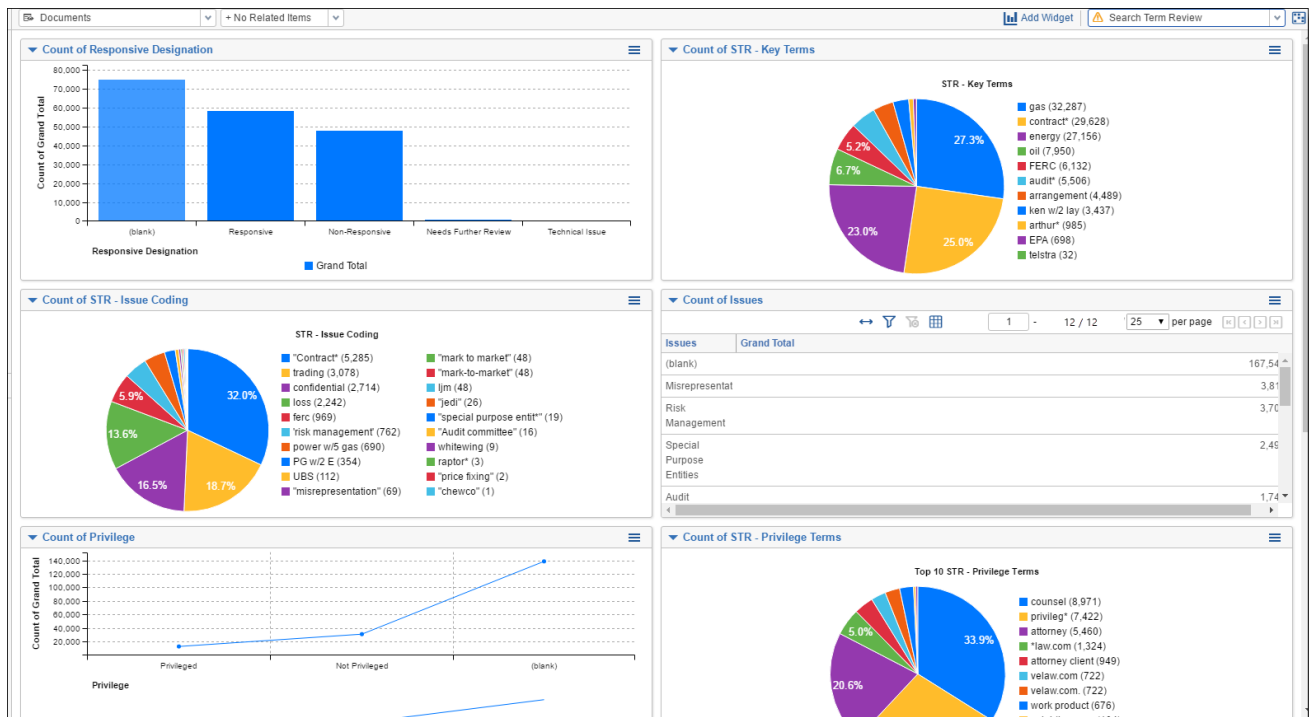 Documents
+ No Related Items
Add Widget
Search Term Review
Count of Responsive Designation
80,000
70,000
60,000
50,000
40,000
30,000
20,000
10,000
0
Count of Grand Total
(blank)
Responsive
Non-Responsive
Needs Further Review
Technical Issue
Responsive Designation
Grand Total
Count of STR - Key Terms
STR - Key Terms
27.3%
25.0%
23.0%
6.7%
5.2%
gas (32,287)
contract* (29,628)
energy (27,156)
oil (7,950)
FERC (6,132)
audit* (5,506)
arrangement (4,489)
ken w/2 lay (3,437)
arthur* (985)
EPA (698)
telstra (32)
Count of STR - Issue Coding
STR - Issue Coding
32.0%
18.7%
16.5%
13.6%
5.9%
"Contract* (5,285)
trading (3,078)
confidential (2,714)
loss (2,242)
ferc (969)
'risk management' (762)
power w/5 gas (690)
PG w/2 E (354)
UBS (112)
"misrepresentation" (69)
"mark to market" (48)
"mark-to-market" (48)
ljm (48)
"jedi" (26)
"special purpose entit*" (19)
"Audit committee" (16)
whitewing (9)
raptor* (3)
"price fixing" (2)
"chewco" (1)
Count of Issues
1 - 12 / 12 25 per page
Issues Grand Total
(blank) 167,54
Misrepresentat 3,81
Risk 3,70
Management
Special 2,49
Purpose
Entities
Audit 1,74
Count of Privilege
140,000
120,000
100,000
80,000
60,000
40,000
20,000
Count of Grand Total
Privileged
Not Privileged
(blank)
Privilege
Count of STR - Privilege Terms
Top 10 STR - Privilege Terms
33.9%
20.6%
5.0%
counsel (8,971)
privileg* (7,422)
attorney (5,460)
*law.com (1,324)
attorney client (949)
velaw.com (722)
velaw.com. (722)
work product (676)